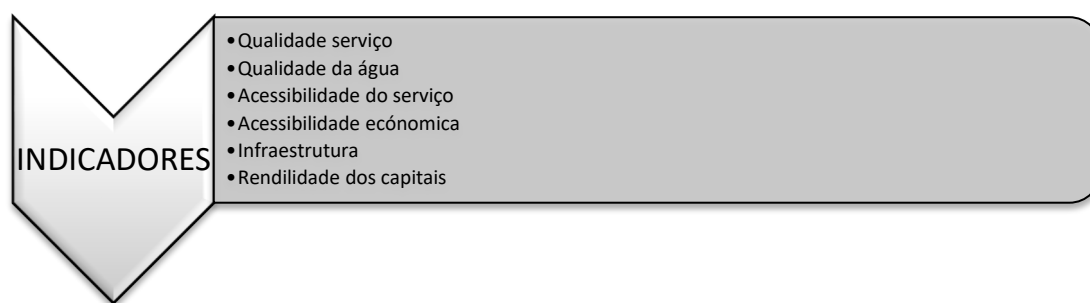 INDICADORES
•Qualidade serviço
•Qualidade da água
•Acessibilidade do serviço
•Acessibilidade ecónomica
•Infraestrutura
•Rendilidade dos capitais